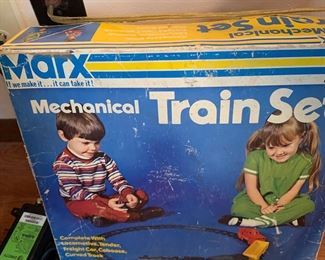 Mechanical
Train Set
Marx
If we make it...it can take it!
Mechanical Train Se
Complete With
Locomotive, Tender,
Freight Car, Caboose,
Curved Track